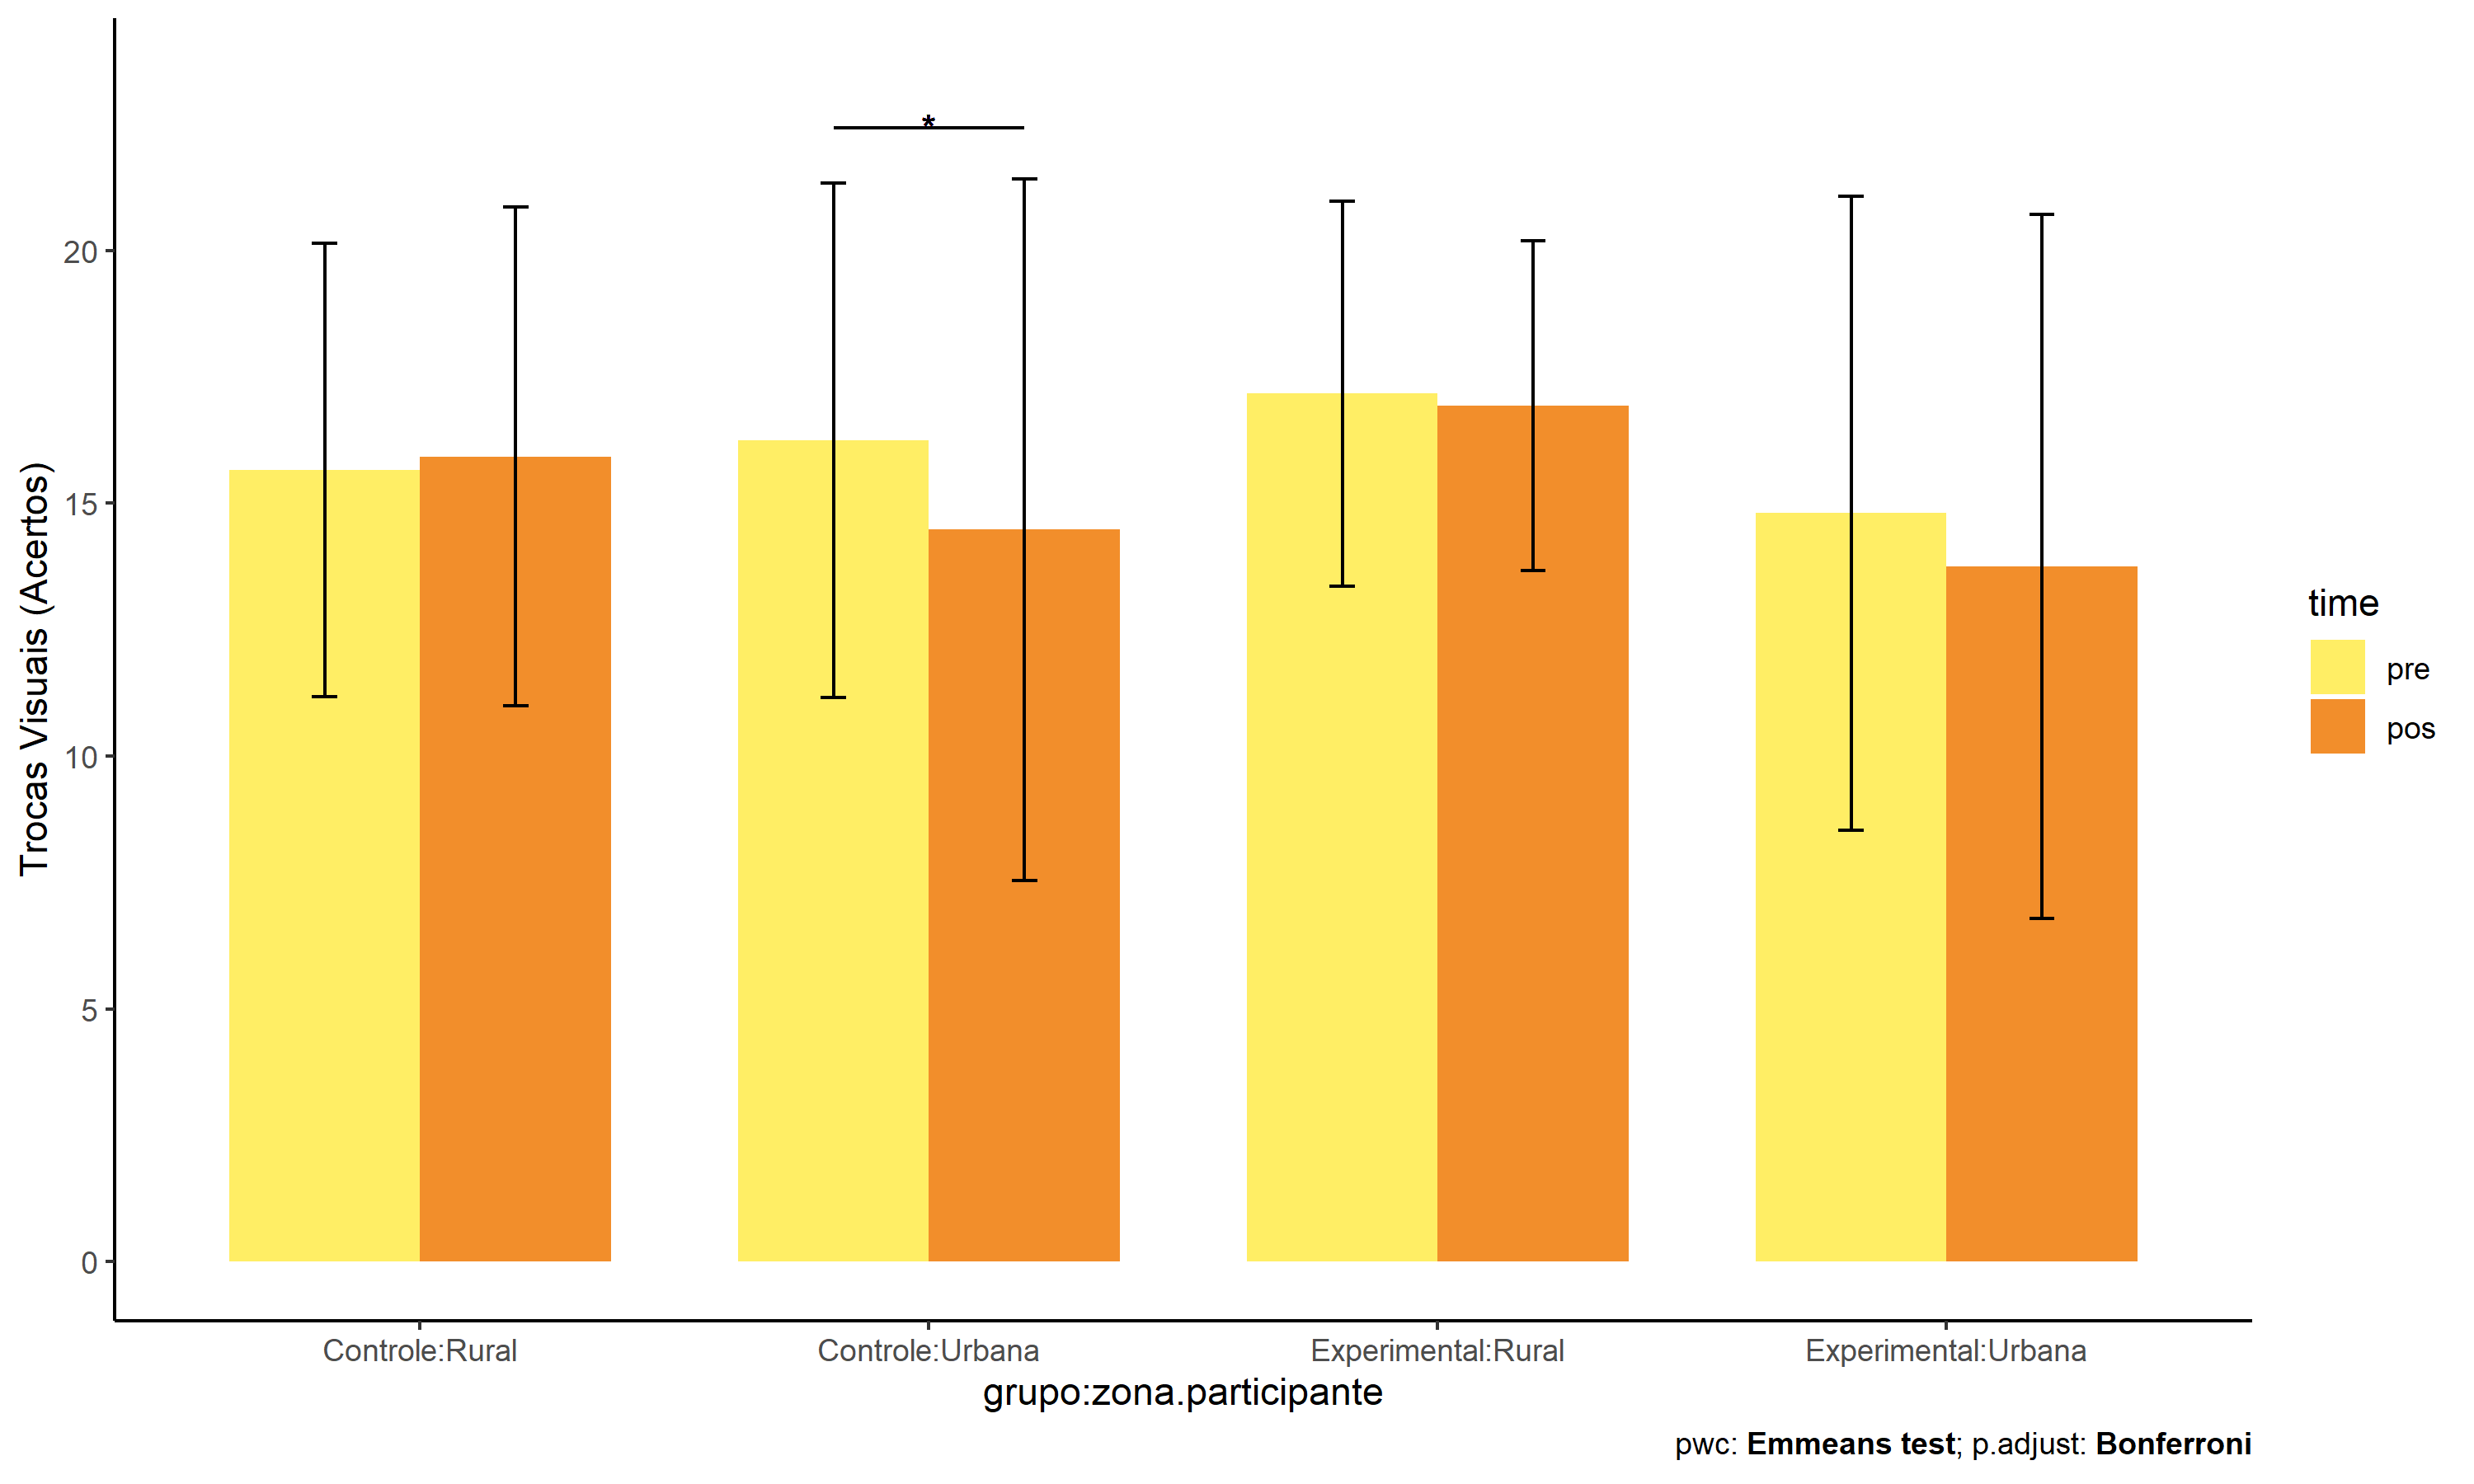 *
20
15
10
5
0
Trocas Visuais (Acertos)
Controle:Rural
Controle:Urbana
Experimental:Rural
Experimental:Urbana
grupo:zona.participante
time
pre
pos
pwc: Emmeans test; p.adjust: Bonferroni